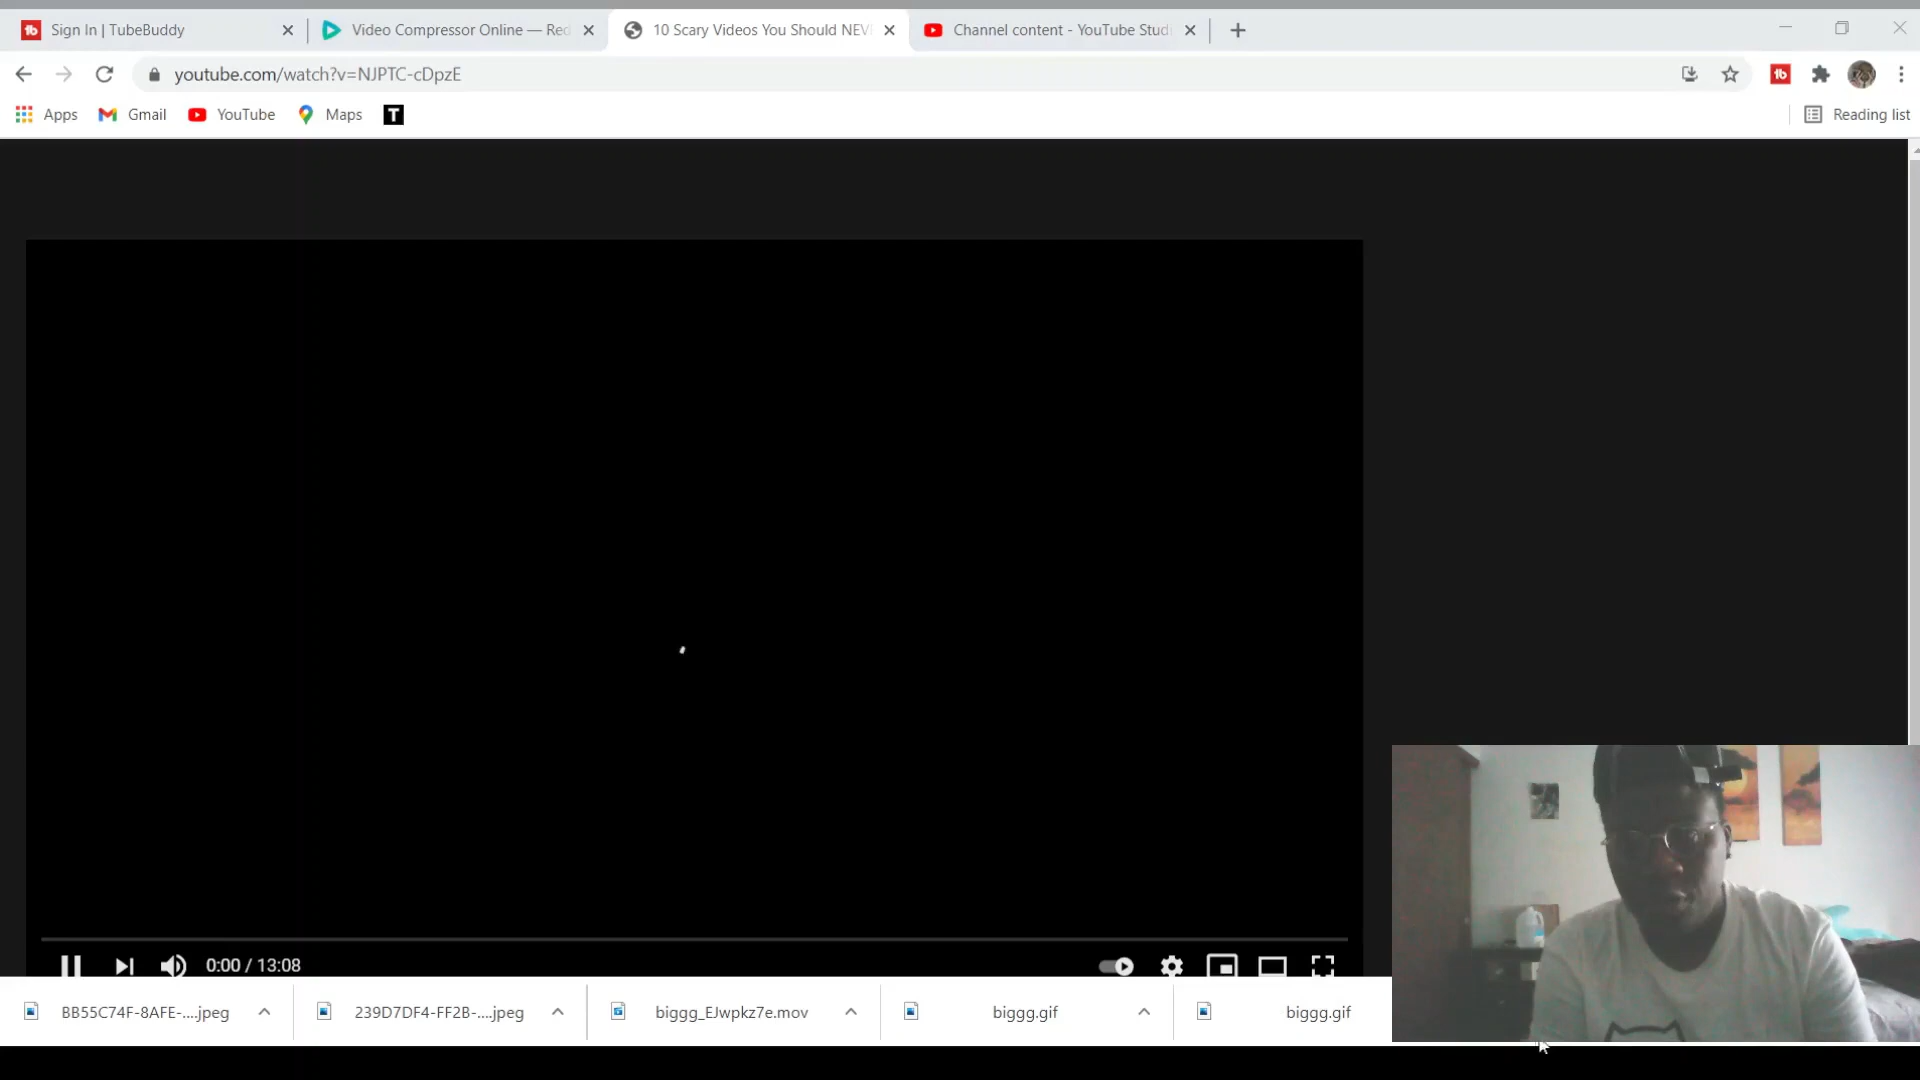 Sign In | TubeBuddy
Video Compressor Online — Red
10 Scary Videos You Should NEV
Channel content - YouTube Studi
youtube.com/watch?v=NJPTC-cDpzE
Apps
Gmail
YouTube
Maps
T
Reading list
0:00 / 13:08
BB55C74F-8AFE-....jpeg
239D7DF4-FF2B-....jpeg
biggg_EJwpkz7e.mov
biggg.gif
biggg.gif